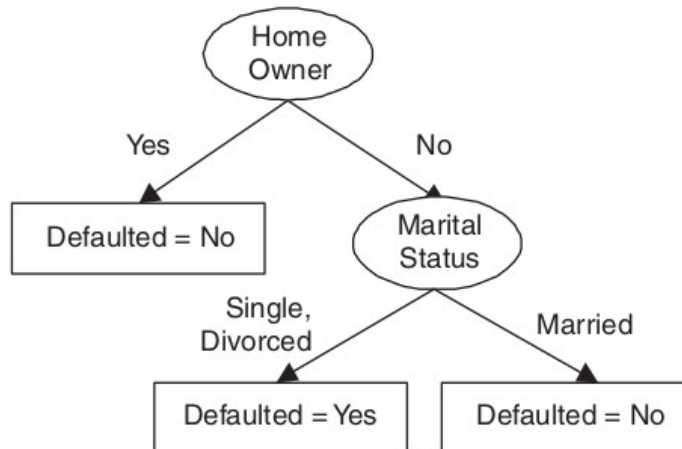 Home
Owner
Yes
No
Defaulted = No
Marital
Status
Single,
Divorced
Married
Defaulted = Yes
Defaulted = No